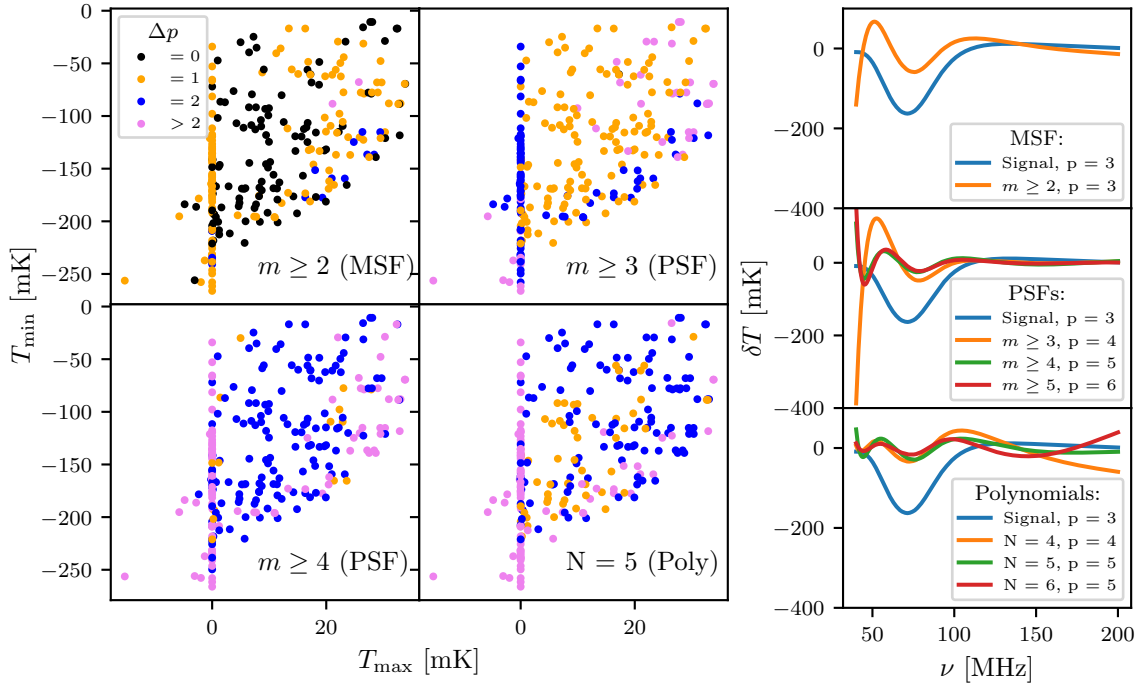 0
−50
−100
−150
−200
−250
Δp
= 0
= 1
= 2
> 2
m ≥ 2 (MSF)
m ≥ 3 (PSF)
0
−50
−100
−150
−200
−250
m ≥ 4 (PSF)
N = 5 (Poly)
0
20
0
20
T_min [mK]
T_max [mK]
0
−200
−400
MSF:
Signal, p = 3
m ≥ 2, p = 3
0
−200
−400
PSFs:
Signal, p = 3
m ≥ 3, p = 4
m ≥ 4, p = 5
m ≥ 5, p = 6
0
−200
−400
Polynomials:
Signal, p = 3
N = 4, p = 4
N = 5, p = 5
N = 6, p = 5
50
100
150
200
δT [mK]
ν [MHz]